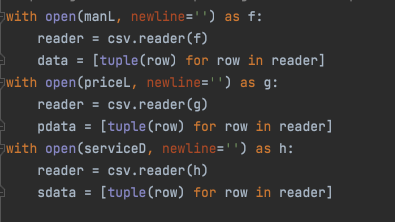 with open(manL, newline='') as f:
    reader = csv.reader(f)
    data = [tuple(row) for row in reader]
with open(priceL, newline='') as g:
    reader = csv.reader(g)
    pdata = [tuple(row) for row in reader]
with open(serviceD, newline='') as h:
    reader = csv.reader(h)
    sdata = [tuple(row) for row in reader]